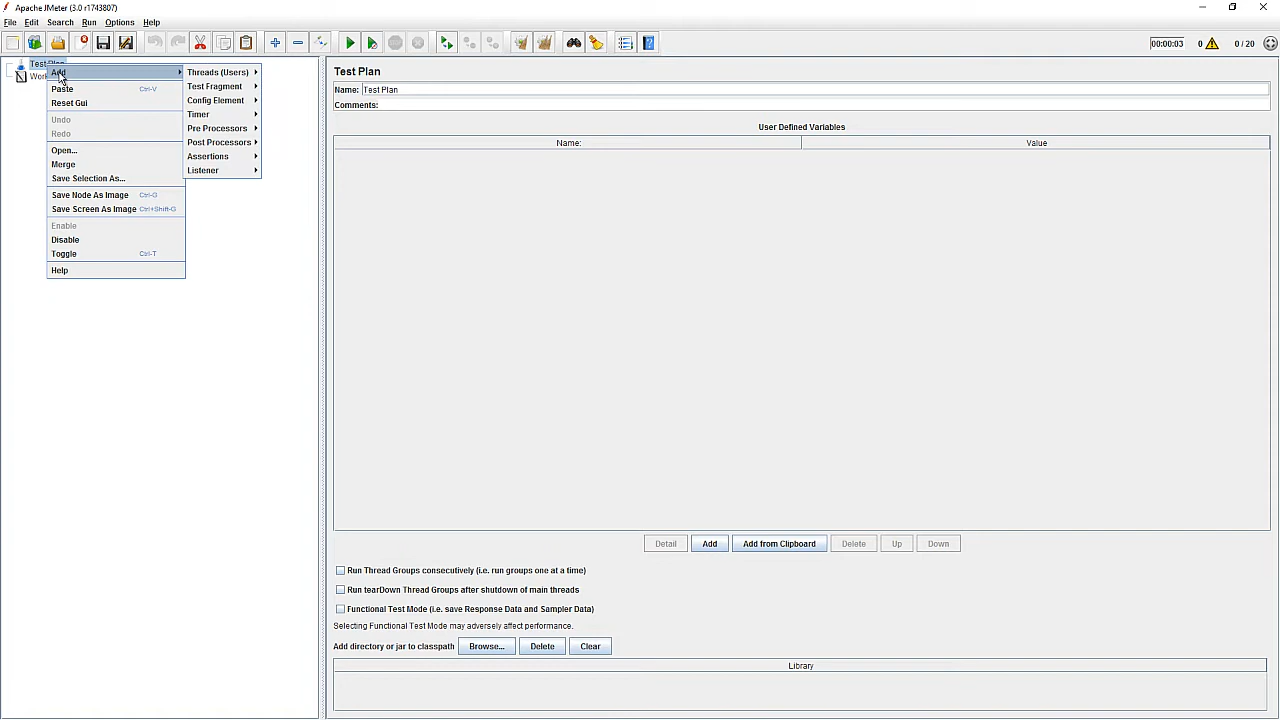 Apache JMeter (3.0 r1743807)
File Edit Search Run Options Help
00:00:03 0 0 / 20
Test Plan
Add
Paste Ctrl-V
Reset Gui
Undo
Redo
Open...
Merge
Save Selection As...
Save Node As Image Ctrl-G
Save Screen As Image Ctrl+Shift-G
Enable
Disable
Toggle Ctrl-T
Help
Threads (Users)
Test Fragment
Config Element
Timer
Pre Processors
Post Processors
Assertions
Listener
Test Plan
Name: Test Plan
Comments:
User Defined Variables
Name: Value
Detail Add Add from Clipboard Delete Up Down
Run Thread Groups consecutively (i.e. run groups one at a time)
Run tearDown Thread Groups after shutdown of main threads
Functional Test Mode (i.e. save Response Data and Sampler Data)
Selecting Functional Test Mode may adversely affect performance.
Add directory or jar to classpath Browse... Delete Clear
Library